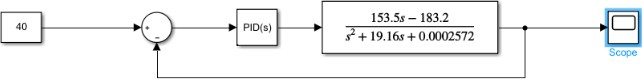 40
+
−
PID(s)
153.5s − 183.2
s² + 19.16s + 0.0002572
Scope